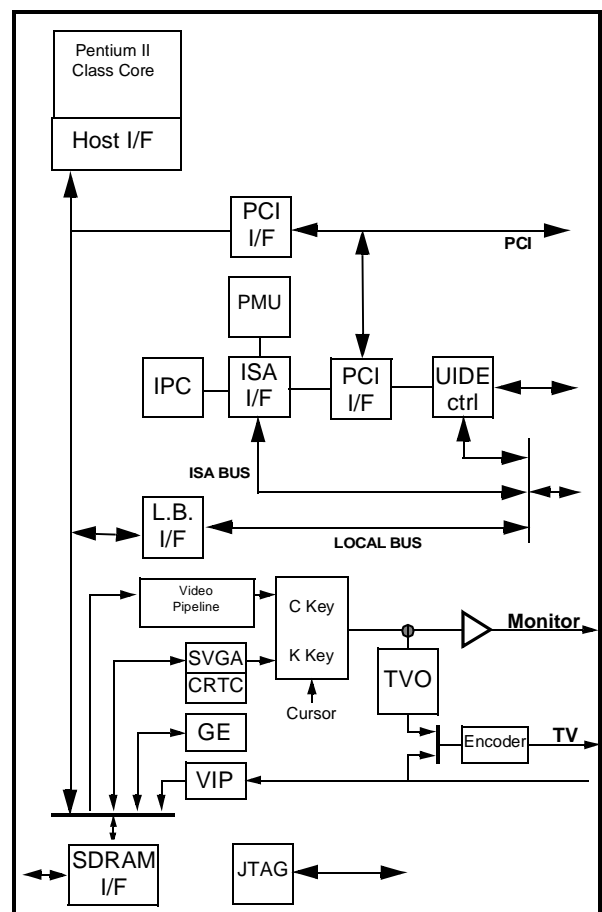 Pentium II
Class Core
Host I/F
PCI
I/F
PCI
PMU
IPC
ISA
I/F
PCI
I/F
UIDE
ctrl
ISA BUS
L.B.
I/F
LOCAL BUS
Video
Pipeline
C Key
K Key
Monitor
SVGA
CRTC
Cursor
TVO
GE
Encoder
TV
VIP
SDRAM
I/F
JTAG